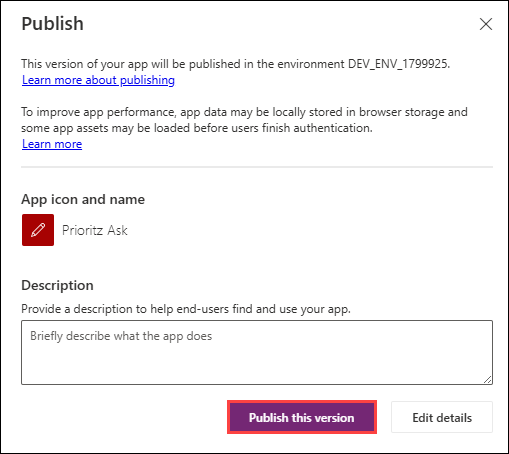 Publish
This version of your app will be published in the environment DEV_ENV_1799925.
Learn more about publishing
To improve app performance, app data may be locally stored in browser storage and
some app assets may be loaded before users finish authentication.
Learn more
App icon and name
Prioritz Ask
Description
Provide a description to help end-users find and use your app.
Briefly describe what the app does
Publish this version
Edit details